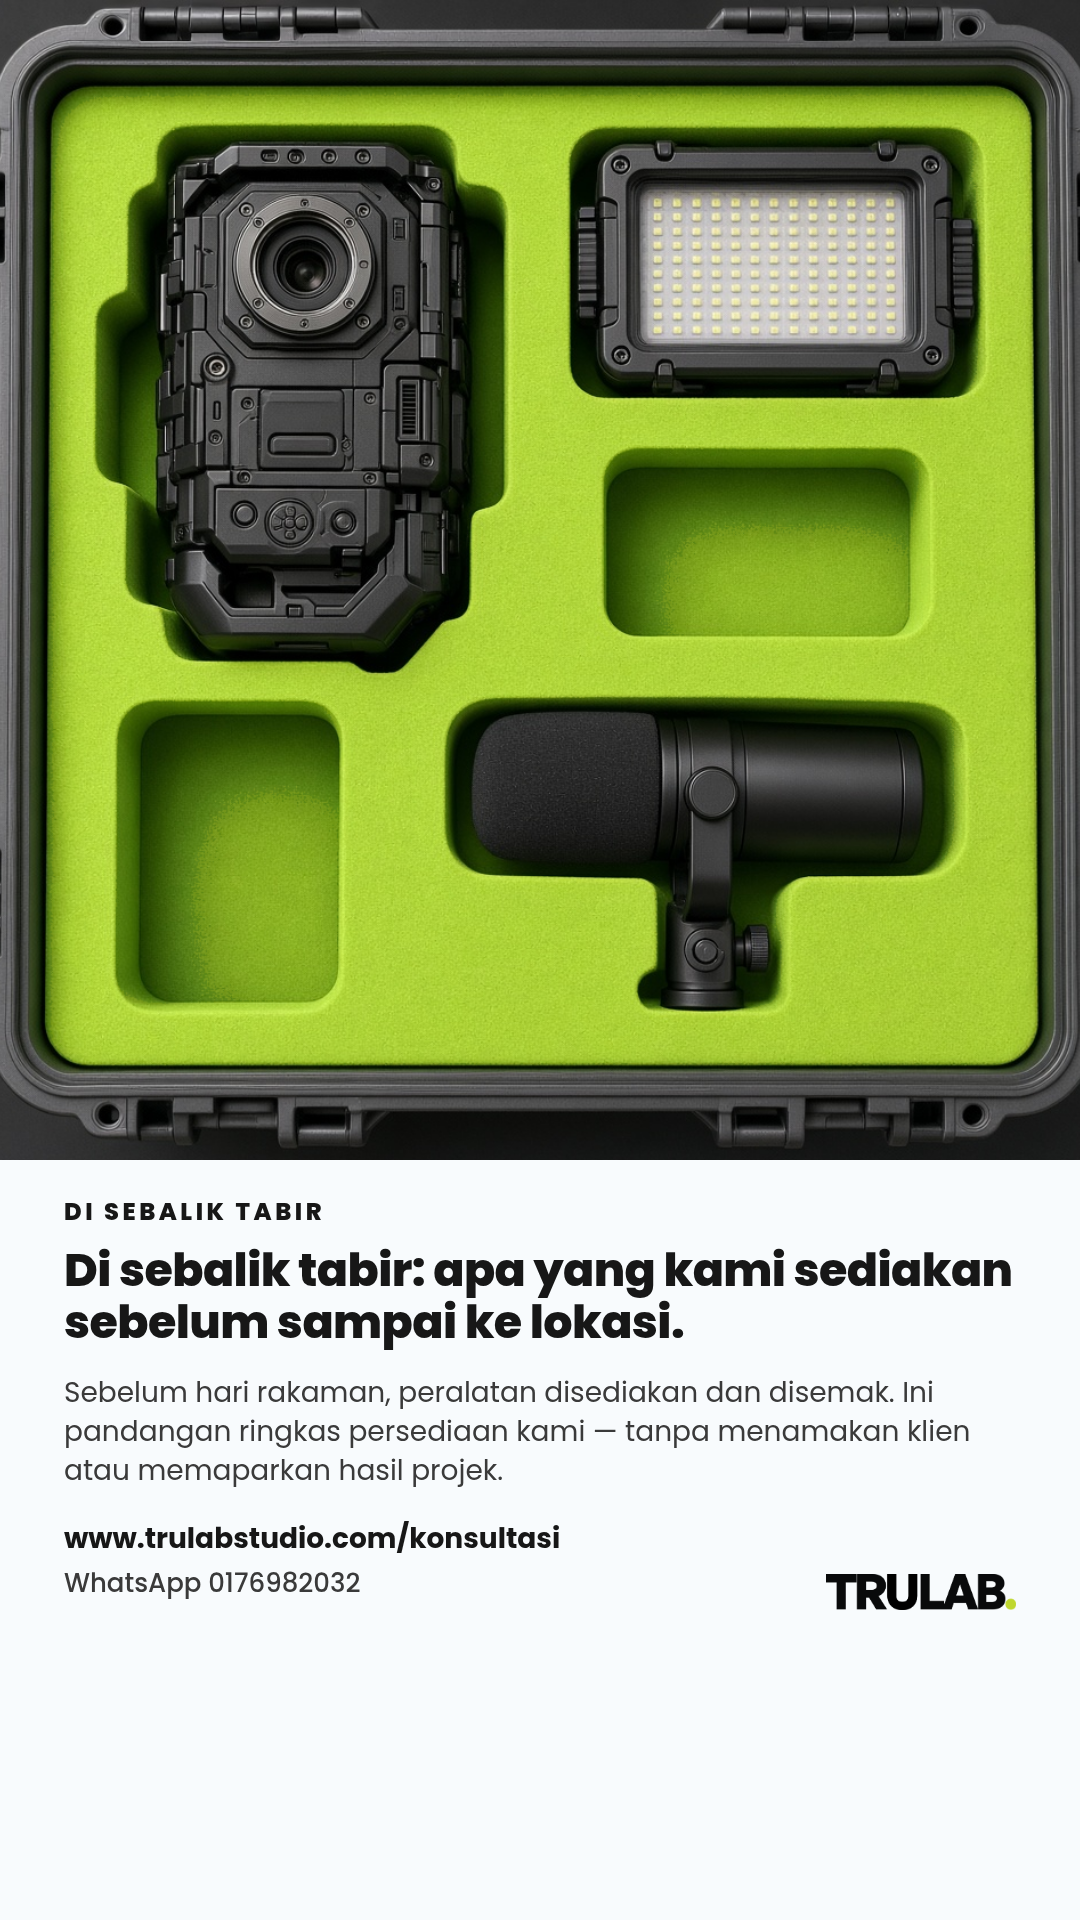 DI SEBALIK TABIR
Di sebalik tabir: apa yang kami sediakan
sebelum sampai ke lokasi.
Sebelum hari rakaman, peralatan disediakan dan disemak. Ini
pandangan ringkas persediaan kami — tanpa menamakan klien
atau memaparkan hasil projek.
www.trulabstudio.com/konsultasi
WhatsApp 0176982032
TRULAB.